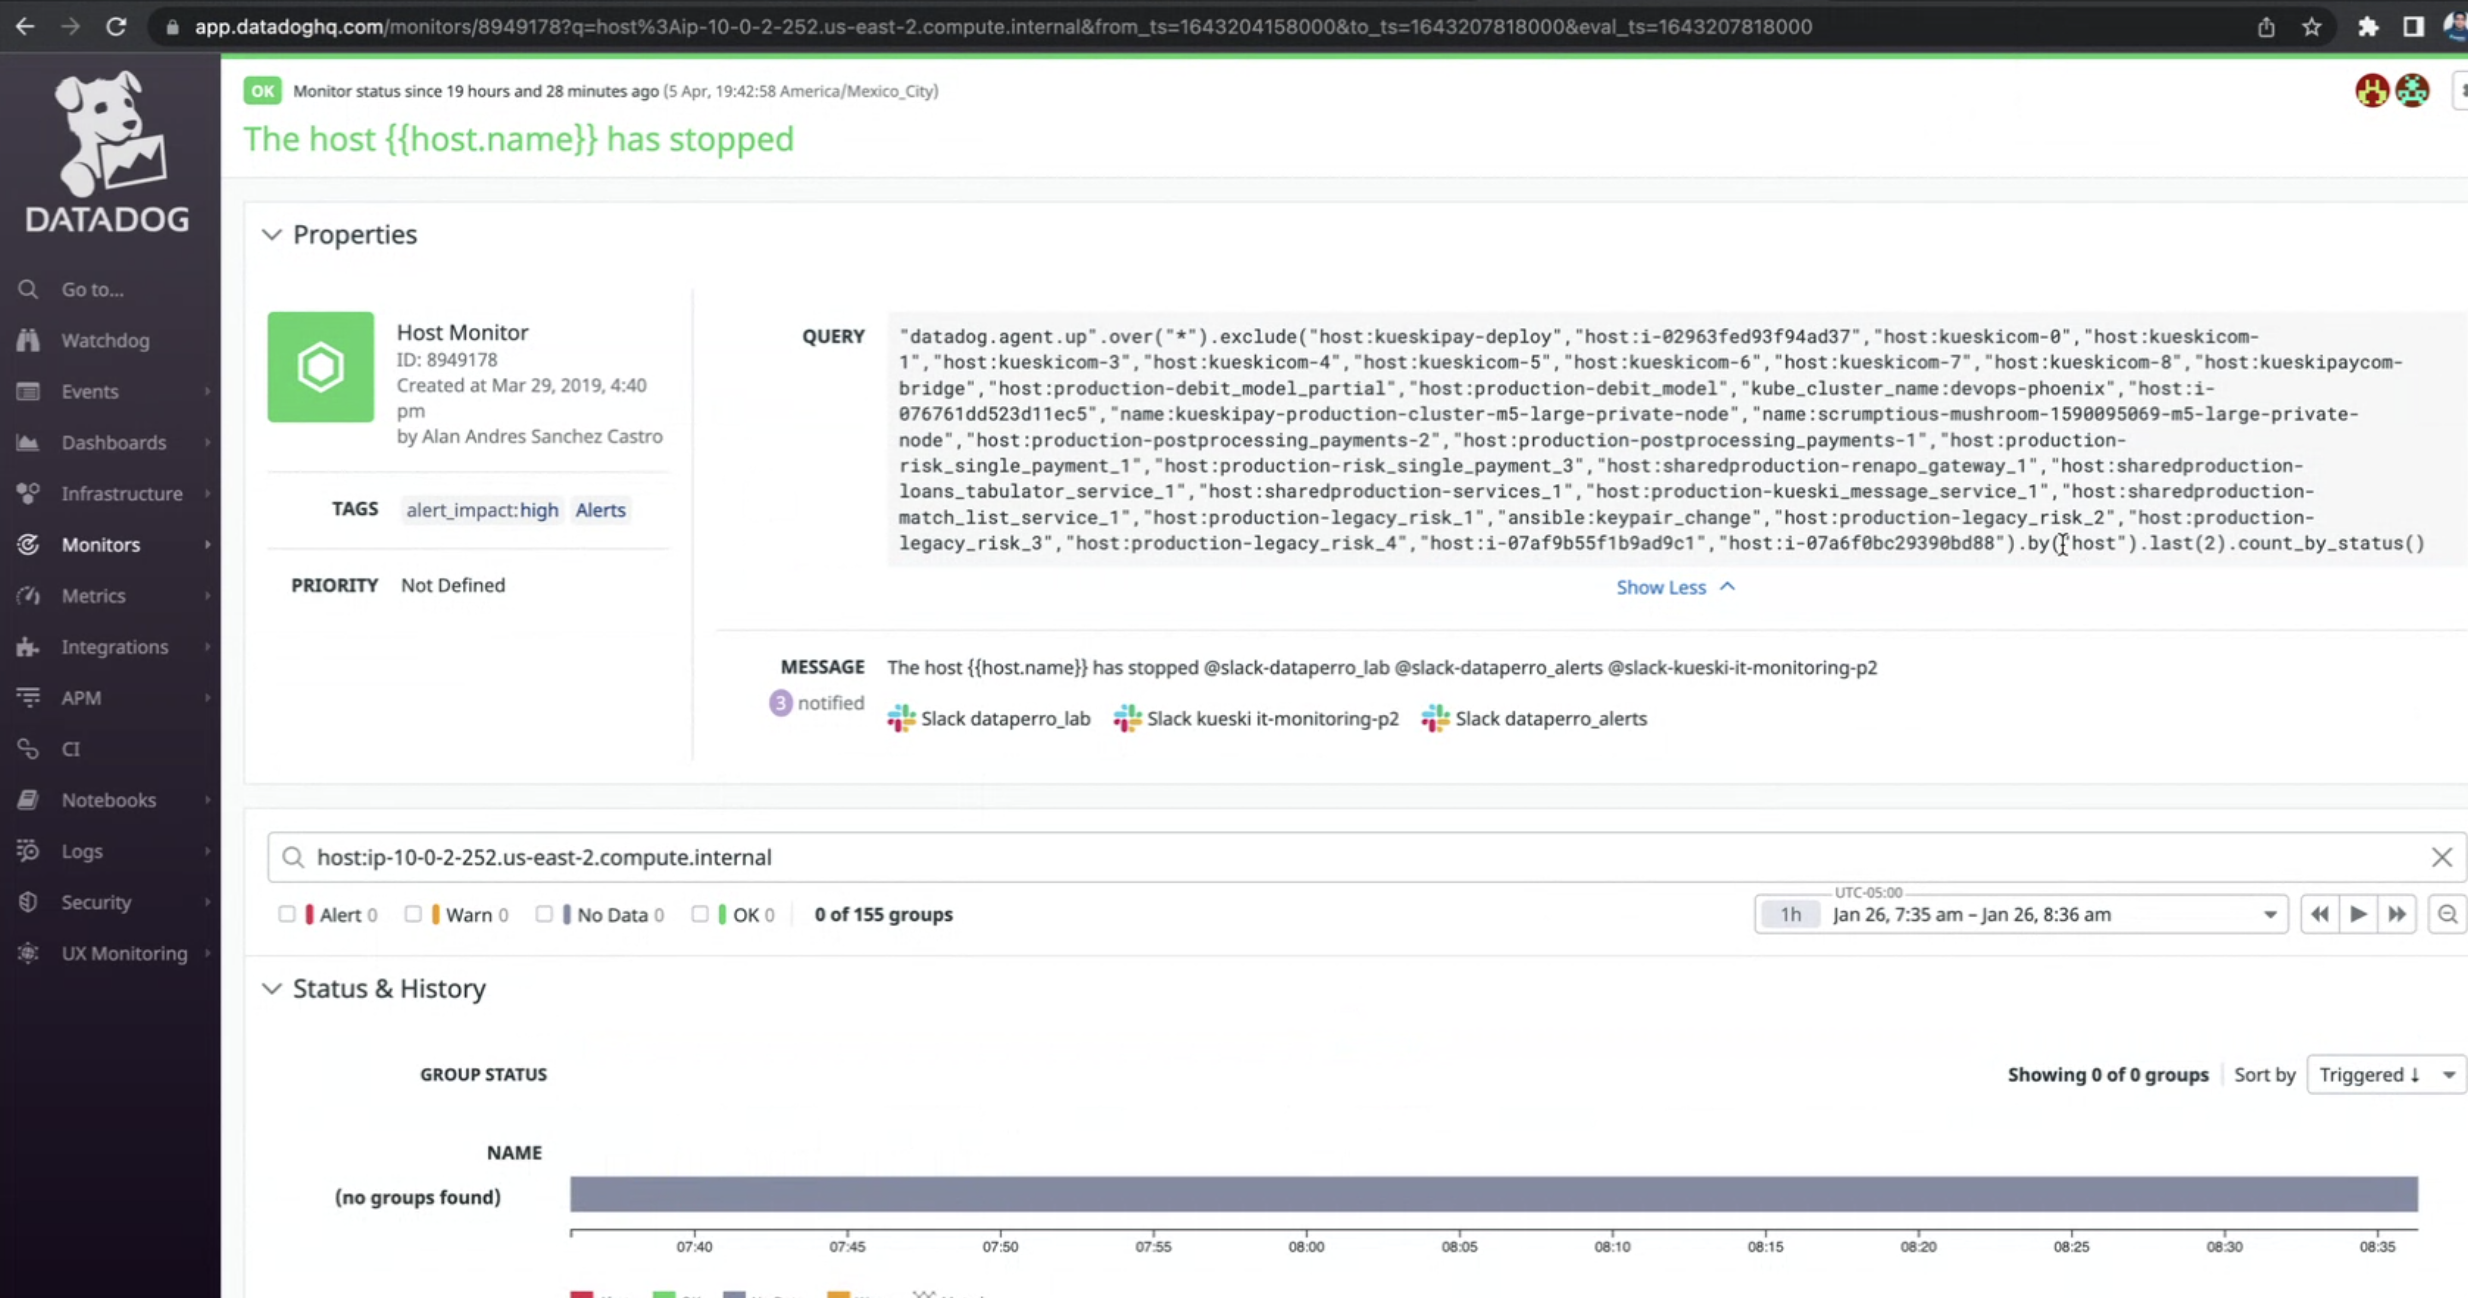 app.datadoghq.com/monitors/8949178?q=host%3Aip-10-0-2-252.us-east-2.compute.internal&from_ts=1643204158000&to_ts=1643207818000&eval_ts=1643207818000
DATADOG
Go to...
Watchdog
Events
Dashboards
Infrastructure
Monitors
Metrics
Integrations
APM
CI
Notebooks
Logs
Security
UX Monitoring
OK Monitor status since 19 hours and 28 minutes ago (5 Apr, 19:42:58 America/Mexico_City)
The host {{host.name}} has stopped
Properties
Host Monitor
ID: 8949178
Created at Mar 29, 2019, 4:40
pm
by Alan Andres Sanchez Castro
TAGS alert_impact:high Alerts
PRIORITY Not Defined
QUERY
"datadog.agent.up".over("*").exclude("host:kueskipay-deploy","host:i-02963fed93f94ad37","host:kueskicom-0","host:kueskicom-
1","host:kueskicom-3","host:kueskicom-4","host:kueskicom-5","host:kueskicom-6","host:kueskicom-7","host:kueskicom-8","host:kueskipaycom-
bridge","host:production-debit_model_partial","host:production-debit_model","kube_cluster_name:devops-phoenix","host:i-
076761dd523d11ec5","name:kueskipay-production-cluster-m5-large-private-node","name:scrumptious-mushroom-1590095069-m5-large-private-
node","host:production-postprocessing_payments-2","host:production-postprocessing_payments-1","host:production-
risk_single_payment_1","host:production-risk_single_payment_3","host:sharedproduction-renapo_gateway_1","host:sharedproduction-
loans_tabulator_service_1","host:sharedproduction-services_1","host:production-kueski_message_service_1","host:sharedproduction-
match_list_service_1","host:production-legacy_risk_1","ansible:keypair_change","host:production-legacy_risk_2","host:production-
legacy_risk_3","host:production-legacy_risk_4","host:i-07af9b55f1b9ad9c1","host:i-07a6f0bc29390bd88").by("host").last(2).count_by_status()
Show Less
MESSAGE The host {{host.name}} has stopped @slack-dataperro_lab @slack-dataperro_alerts @slack-kueski-it-monitoring-p2
3 notified
Slack dataperro_lab Slack kueski it-monitoring-p2 Slack dataperro_alerts
host:ip-10-0-2-252.us-east-2.compute.internal
Alert 0 Warn 0 No Data 0 OK 0 0 of 155 groups
UTC-05:00
1h Jan 26, 7:35 am – Jan 26, 8:36 am
Status & History
GROUP STATUS
Showing 0 of 0 groups Sort by Triggered ↓
NAME
(no groups found)
07:40 07:45 07:50 07:55 08:00 08:05 08:10 08:15 08:20 08:25 08:30 08:35